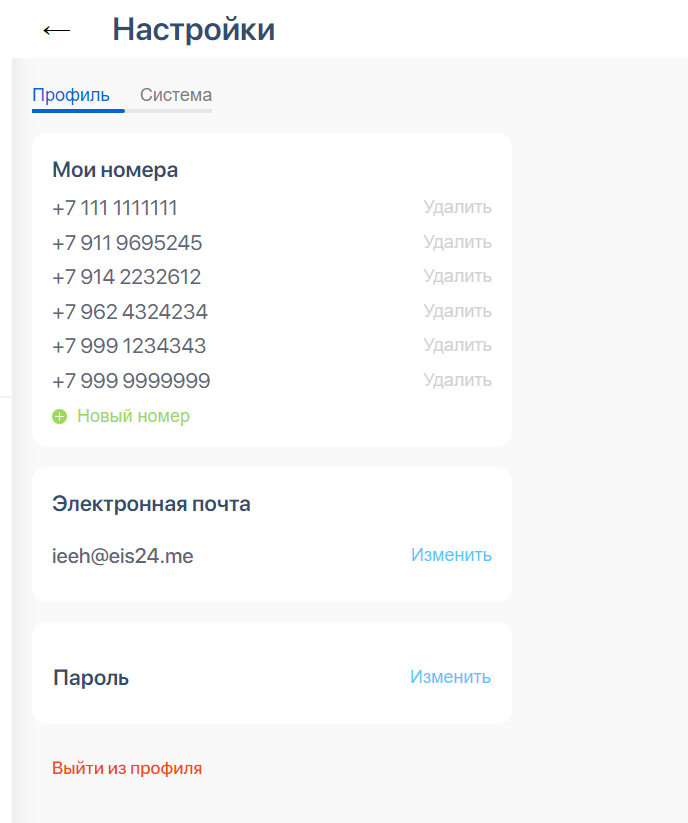 ← Настройки
Профиль Система
Мои номера
+7 111 1111111 Удалить
+7 911 9695245 Удалить
+7 914 2232612 Удалить
+7 962 4324234 Удалить
+7 999 1234343 Удалить
+7 999 9999999 Удалить
Новый номер
Электронная почта
ieeh@eis24.me Изменить
Пароль Изменить
Выйти из профиля